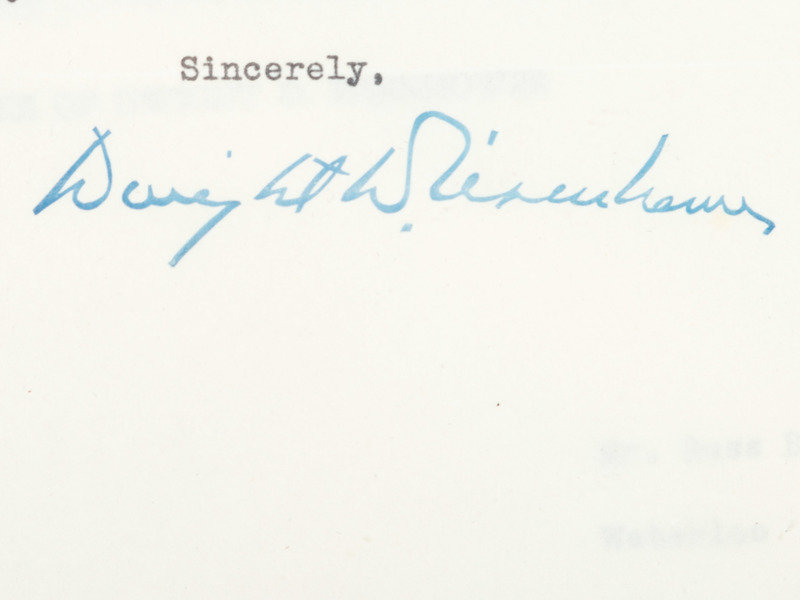 Sincerely,
Dwight D. Eisenhower